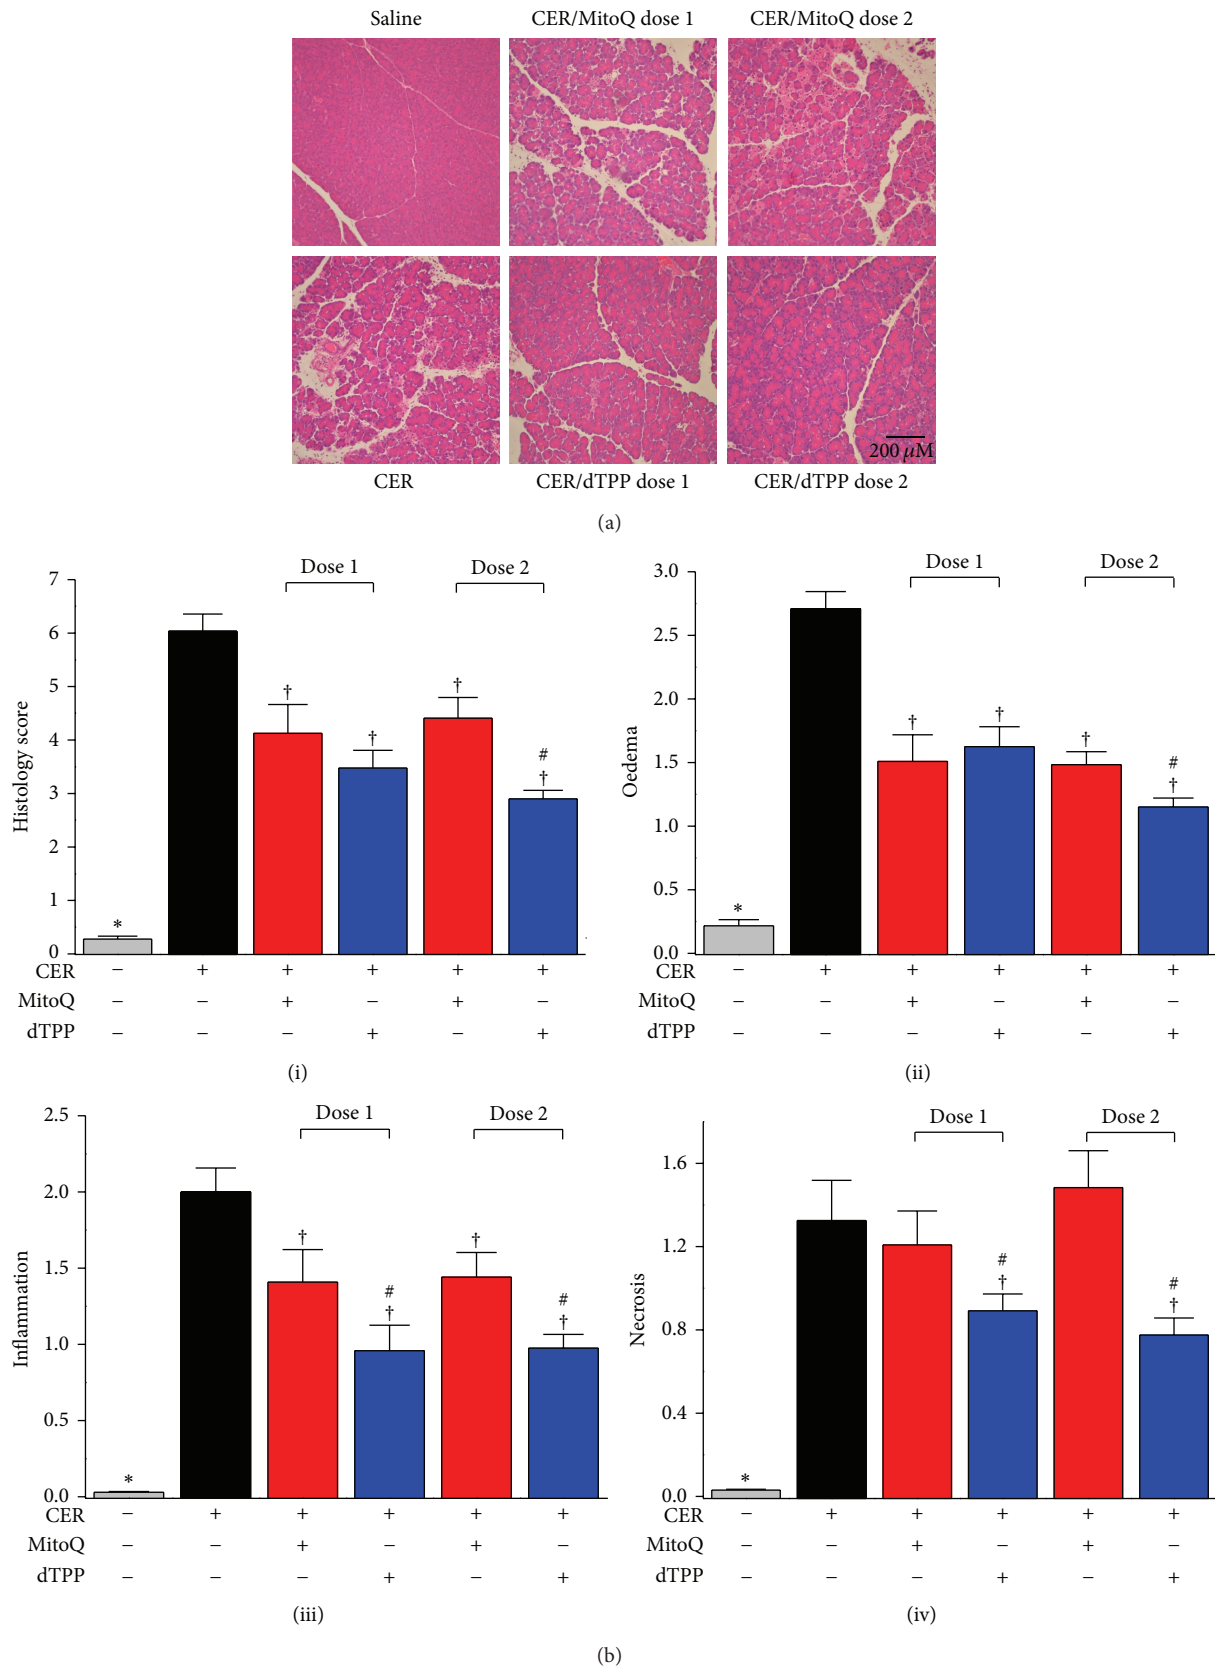 Saline CER/MitoQ dose 1 CER/MitoQ dose 2
200 μM
CER CER/dTPP dose 1 CER/dTPP dose 2
(a)
Dose 1 Dose 2
Histology score
7
6
5
4
3
2
1
0
* † † † # †
CER − + + + + +
MitoQ − − + − + −
dTPP − − − + − +
(i)
Dose 1 Dose 2
Oedema
3.0
2.5
2.0
1.5
1.0
0.5
0.0
* † † † # †
CER − + + + + +
MitoQ − − + − + −
dTPP − − − + − +
(ii)
Dose 1 Dose 2
Inflammation
2.5
2.0
1.5
1.0
0.5
0.0
* † # † † # †
CER − + + + + +
MitoQ − − + − + −
dTPP − − − + − +
(iii)
Dose 1 Dose 2
Necrosis
1.6
1.2
0.8
0.4
0.0
* # † # †
CER − + + + + +
MitoQ − − + − + −
dTPP − − − + − +
(iv)
(b)